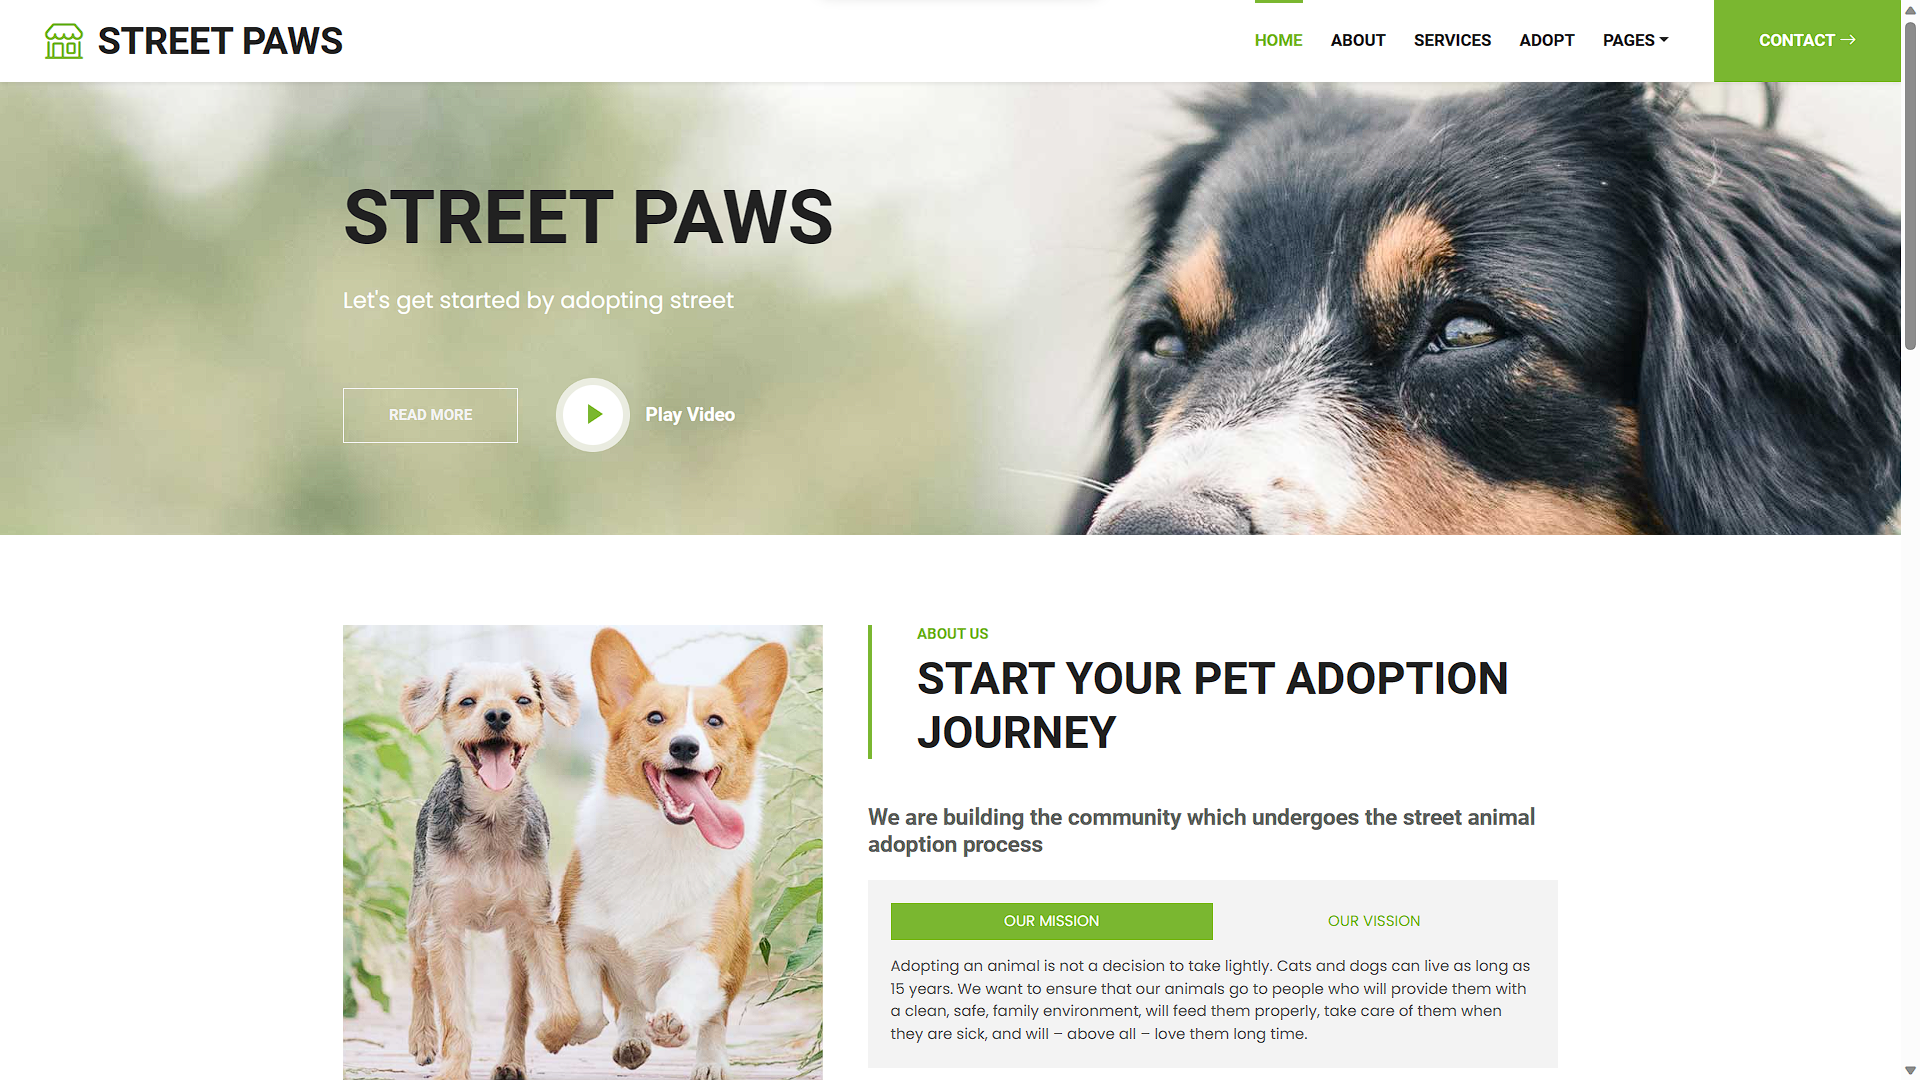 STREET PAWS
HOME
ABOUT
SERVICES
ADOPT
PAGES
CONTACT
STREET PAWS
Let's get started by adopting street
READ MORE
Play Video
ABOUT US
START YOUR PET ADOPTION
JOURNEY
We are building the community which undergoes the street animal
adoption process
OUR MISSION
OUR VISSION
Adopting an animal is not a decision to take lightly. Cats and dogs can live as long as
15 years. We want to ensure that our animals go to people who will provide them with
a clean, safe, family environment, will feed them properly, take care of them when
they are sick, and will – above all – love them long time.